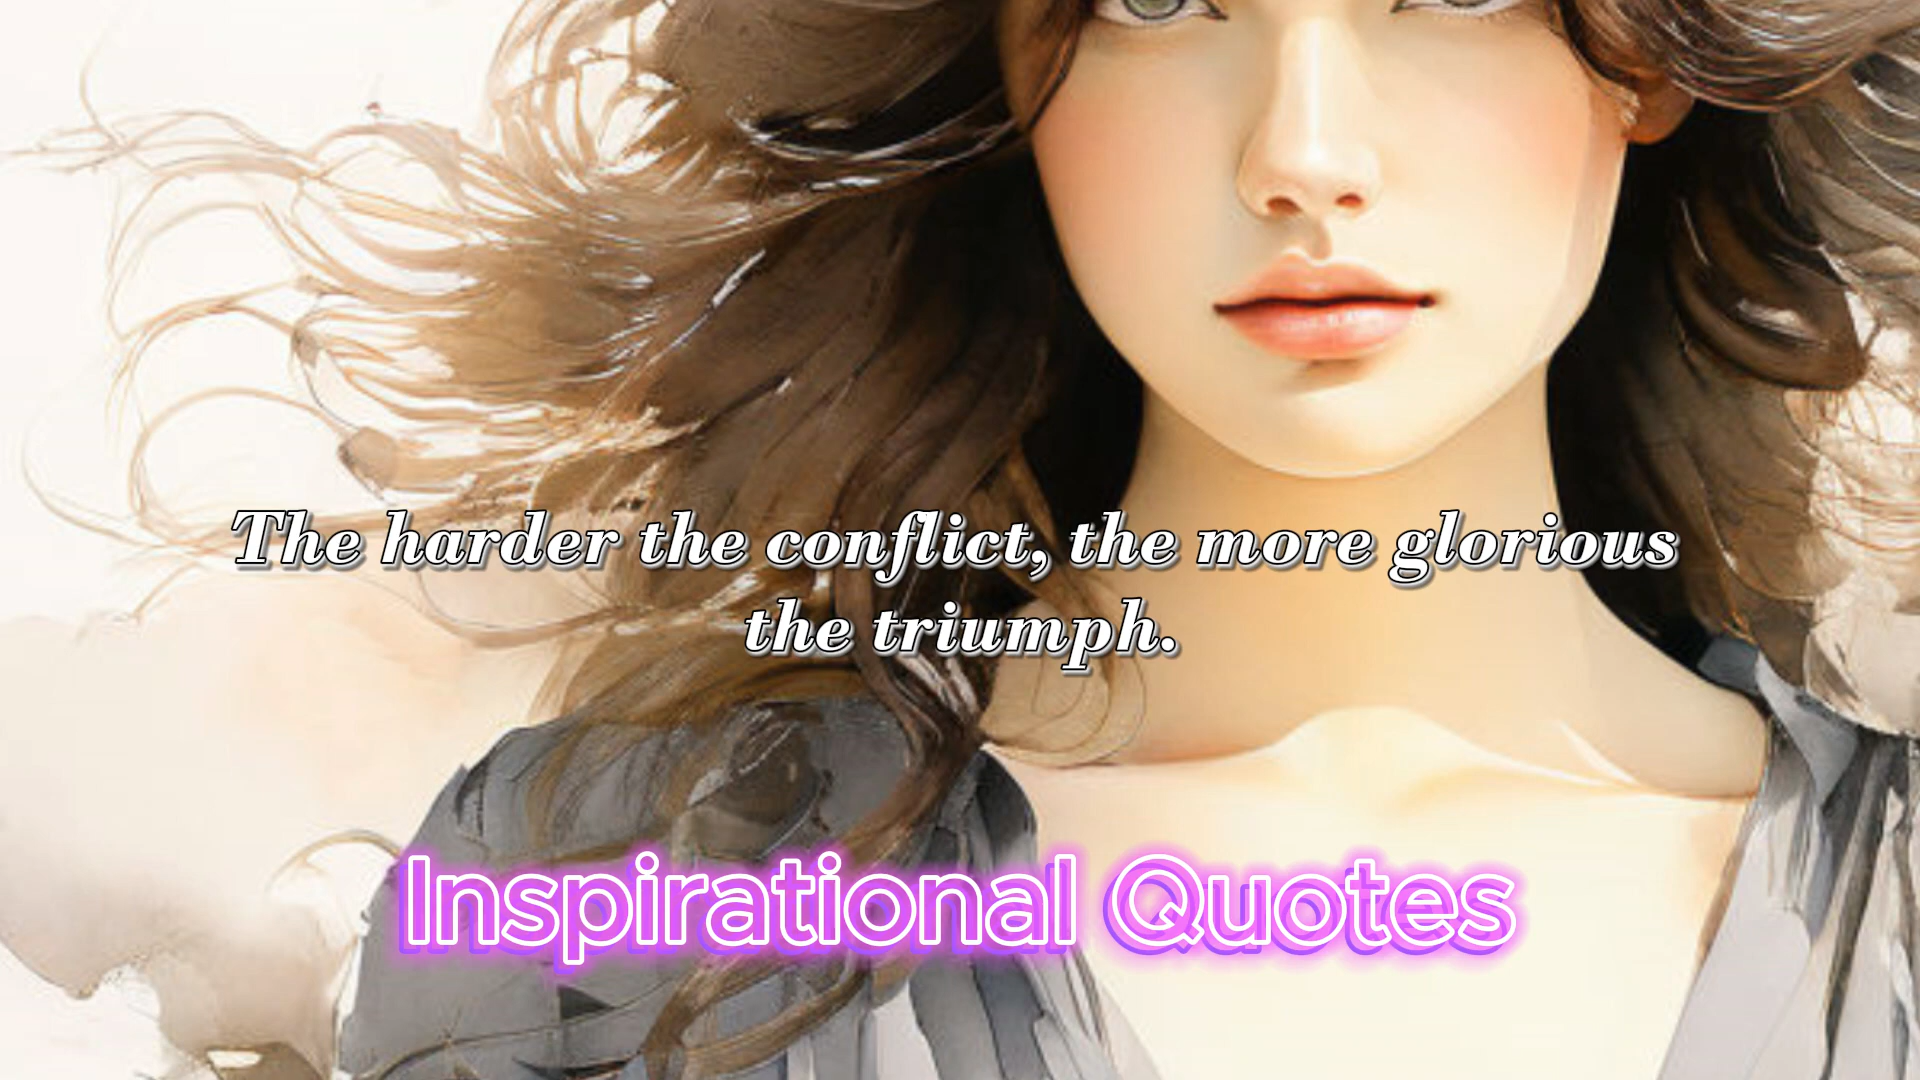 The harder the conflict, the more glorious
the triumph.
Inspirational Quotes